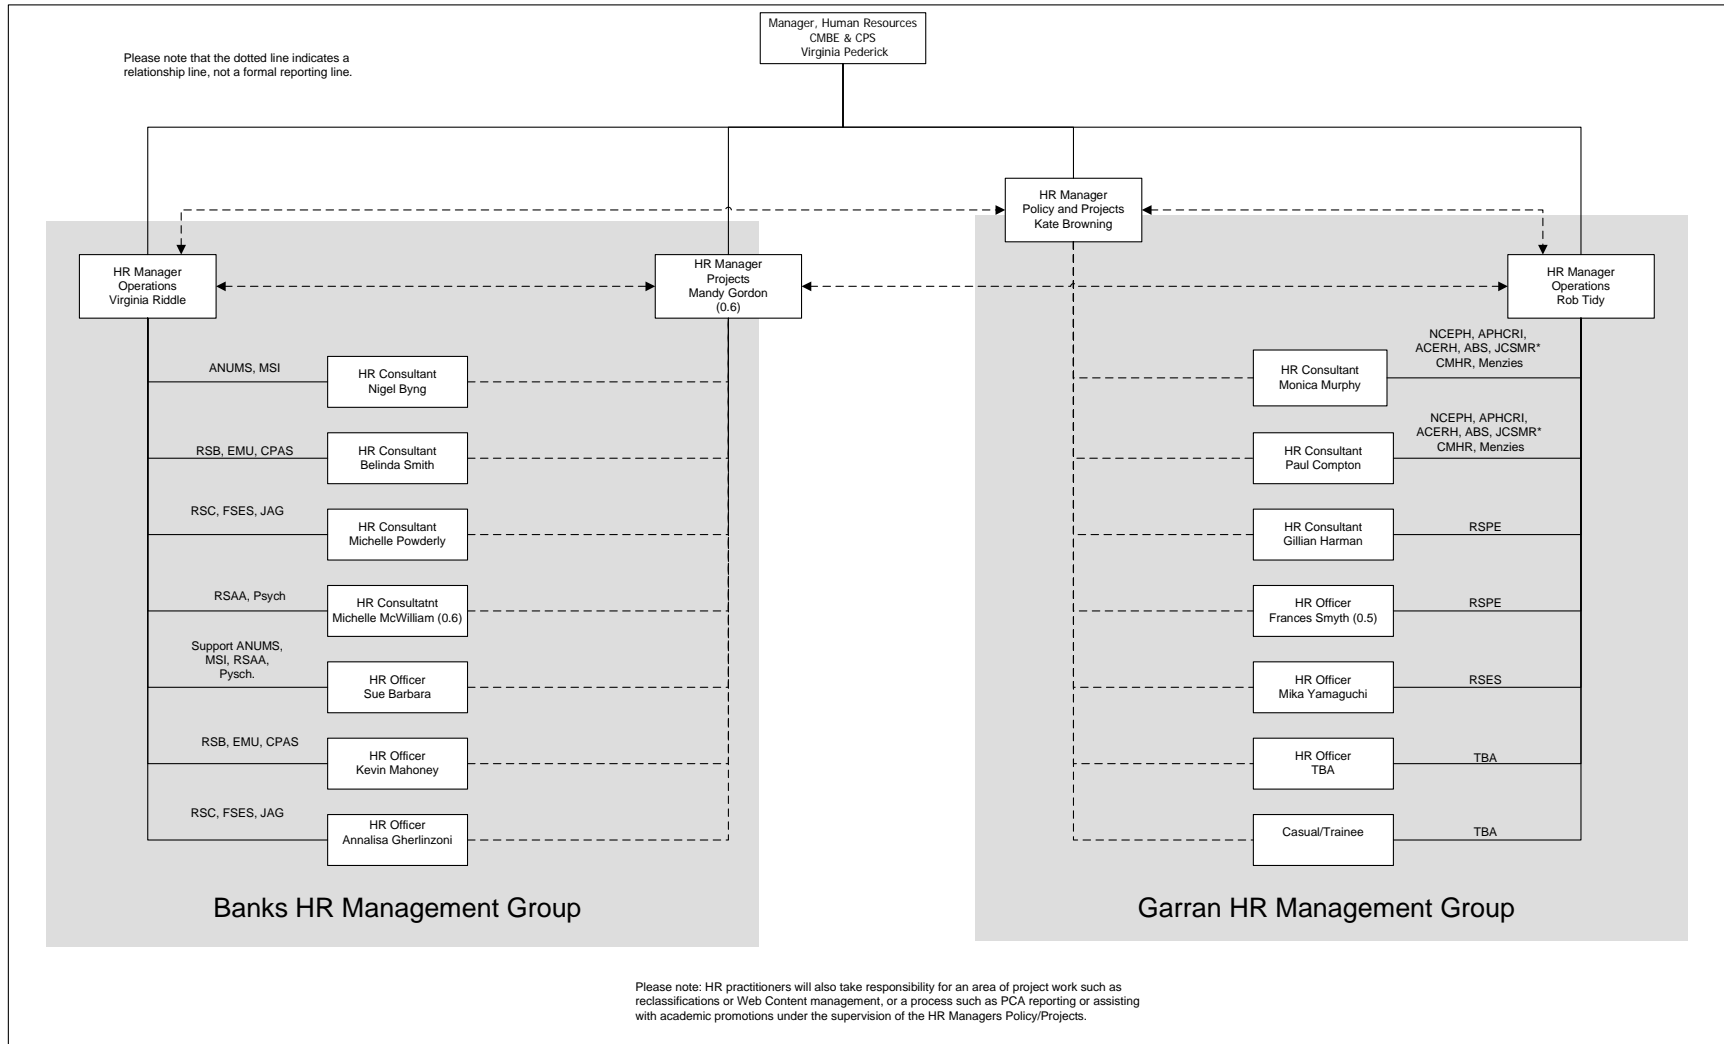 Manager, Human Resources
CMBE & CPS
Virginia Pederick
Please note that the dotted line indicates a
relationship line, not a formal reporting line.
HR Manager
Policy and Projects
Kate Browning
HR Manager
Operations
Virginia Riddle
HR Manager
Projects
Mandy Gordon
(0.6)
HR Manager
Operations
Rob Tidy
ANUMS, MSI
HR Consultant
Nigel Byng
RSB, EMU, CPAS
HR Consultant
Belinda Smith
RSC, FSES, JAG
HR Consultant
Michelle Powderly
RSAA, Psych
HR Consultatnt
Michelle McWilliam (0.6)
Support ANUMS,
MSI, RSAA,
Pysch.
HR Officer
Sue Barbara
RSB, EMU, CPAS
HR Officer
Kevin Mahoney
RSC, FSES, JAG
HR Officer
Annalisa Gherlinzoni
Banks HR Management Group
HR Consultant
Monica Murphy
NCEPH, APHCRI,
ACERH, ABS, JCSMR*
CMHR, Menzies
HR Consultant
Paul Compton
NCEPH, APHCRI,
ACERH, ABS, JCSMR*
CMHR, Menzies
HR Consultant
Gillian Harman
RSPE
HR Officer
Frances Smyth (0.5)
RSPE
HR Officer
Mika Yamaguchi
RSES
HR Officer
TBA
TBA
Casual/Trainee
TBA
Garran HR Management Group
Please note: HR practitioners will also take responsibility for an area of project work such as
reclassifications or Web Content management, or a process such as PCA reporting or assisting
with academic promotions under the supervision of the HR Managers Policy/Projects.